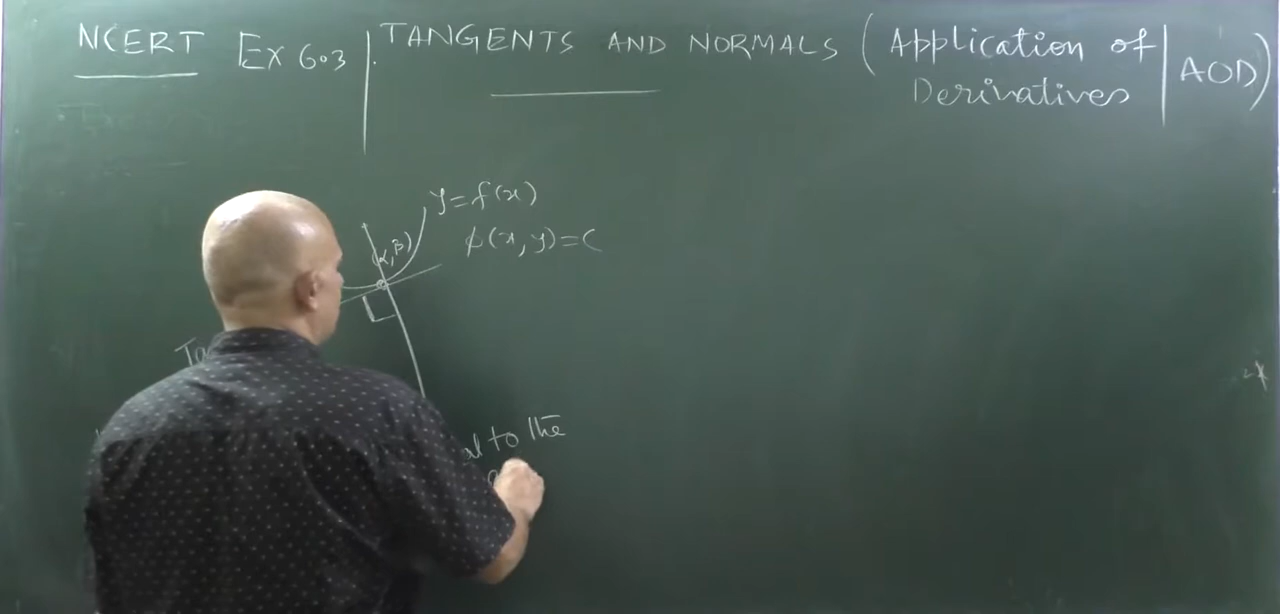 NCERT Ex 6.3 TANGENTS AND NORMALS (Application of Derivatives | AOD)
y=f(x)
(α,β)
ϕ(x,y)=C
to the